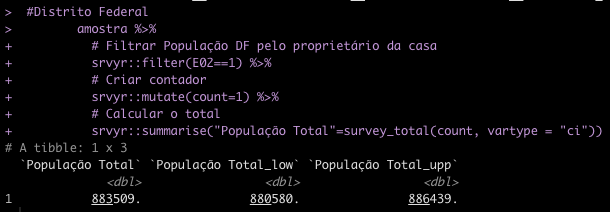 >  #Distrito Federal
>        amostra %>%
+          # Filtrar População DF pelo proprietário da casa
+          srvyr::filter(E02==1) %>%
+          # Criar contador
+          srvyr::mutate(count=1) %>%
+          # Calcular o total
+          srvyr::summarise("População Total"=survey_total(count, vartype = "ci"))
# A tibble: 1 x 3
  `População Total` `População Total_low` `População Total_upp`
              <dbl>                 <dbl>                 <dbl>
1           883509.               880580.               886439.